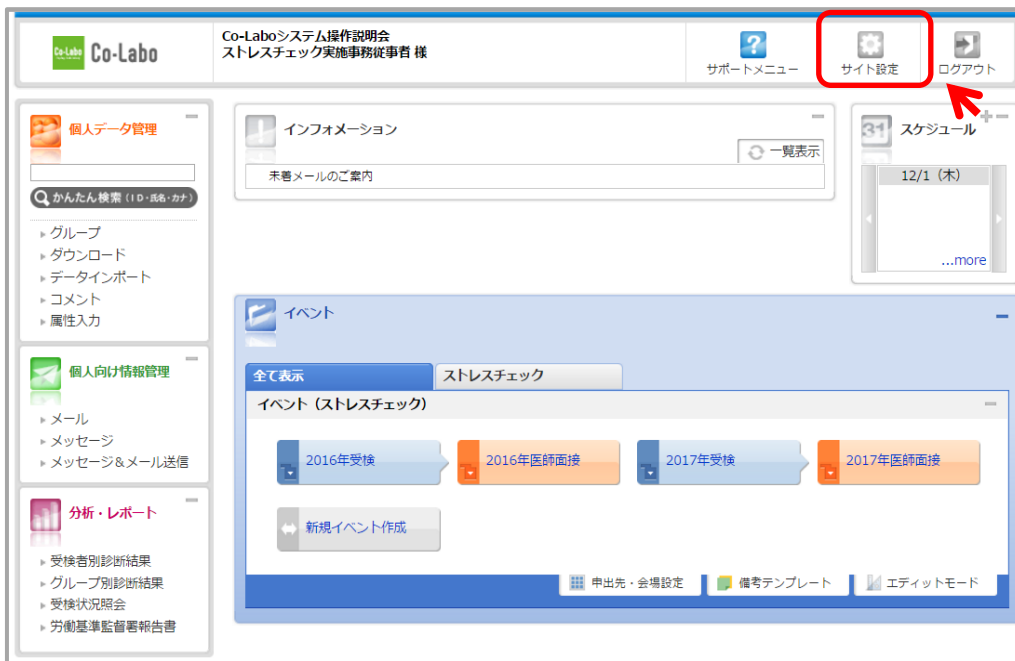 Co-Labo Co-Labo
Co-Laboシステム操作説明会
ストレスチェック実施事務従事者 様
サポートメニュー
サイト設定
ログアウト
個人データ管理
かんたん検索 (ID・氏名・カナ)
グループ
ダウンロード
データインポート
コメント
属性入力
個人向け情報管理
メール
メッセージ
メッセージ&メール送信
分析・レポート
受検者別診断結果
グループ別診断結果
受検状況照会
労働基準監督署報告書
インフォメーション
一覧表示
未着メールのご案内
31 スケジュール
12/1 (木)
...more
イベント
全て表示 ストレスチェック
イベント (ストレスチェック)
2016年受検 2016年医師面接 2017年受検 2017年医師面接
新規イベント作成
申出先・会場設定 備考テンプレート エディットモード